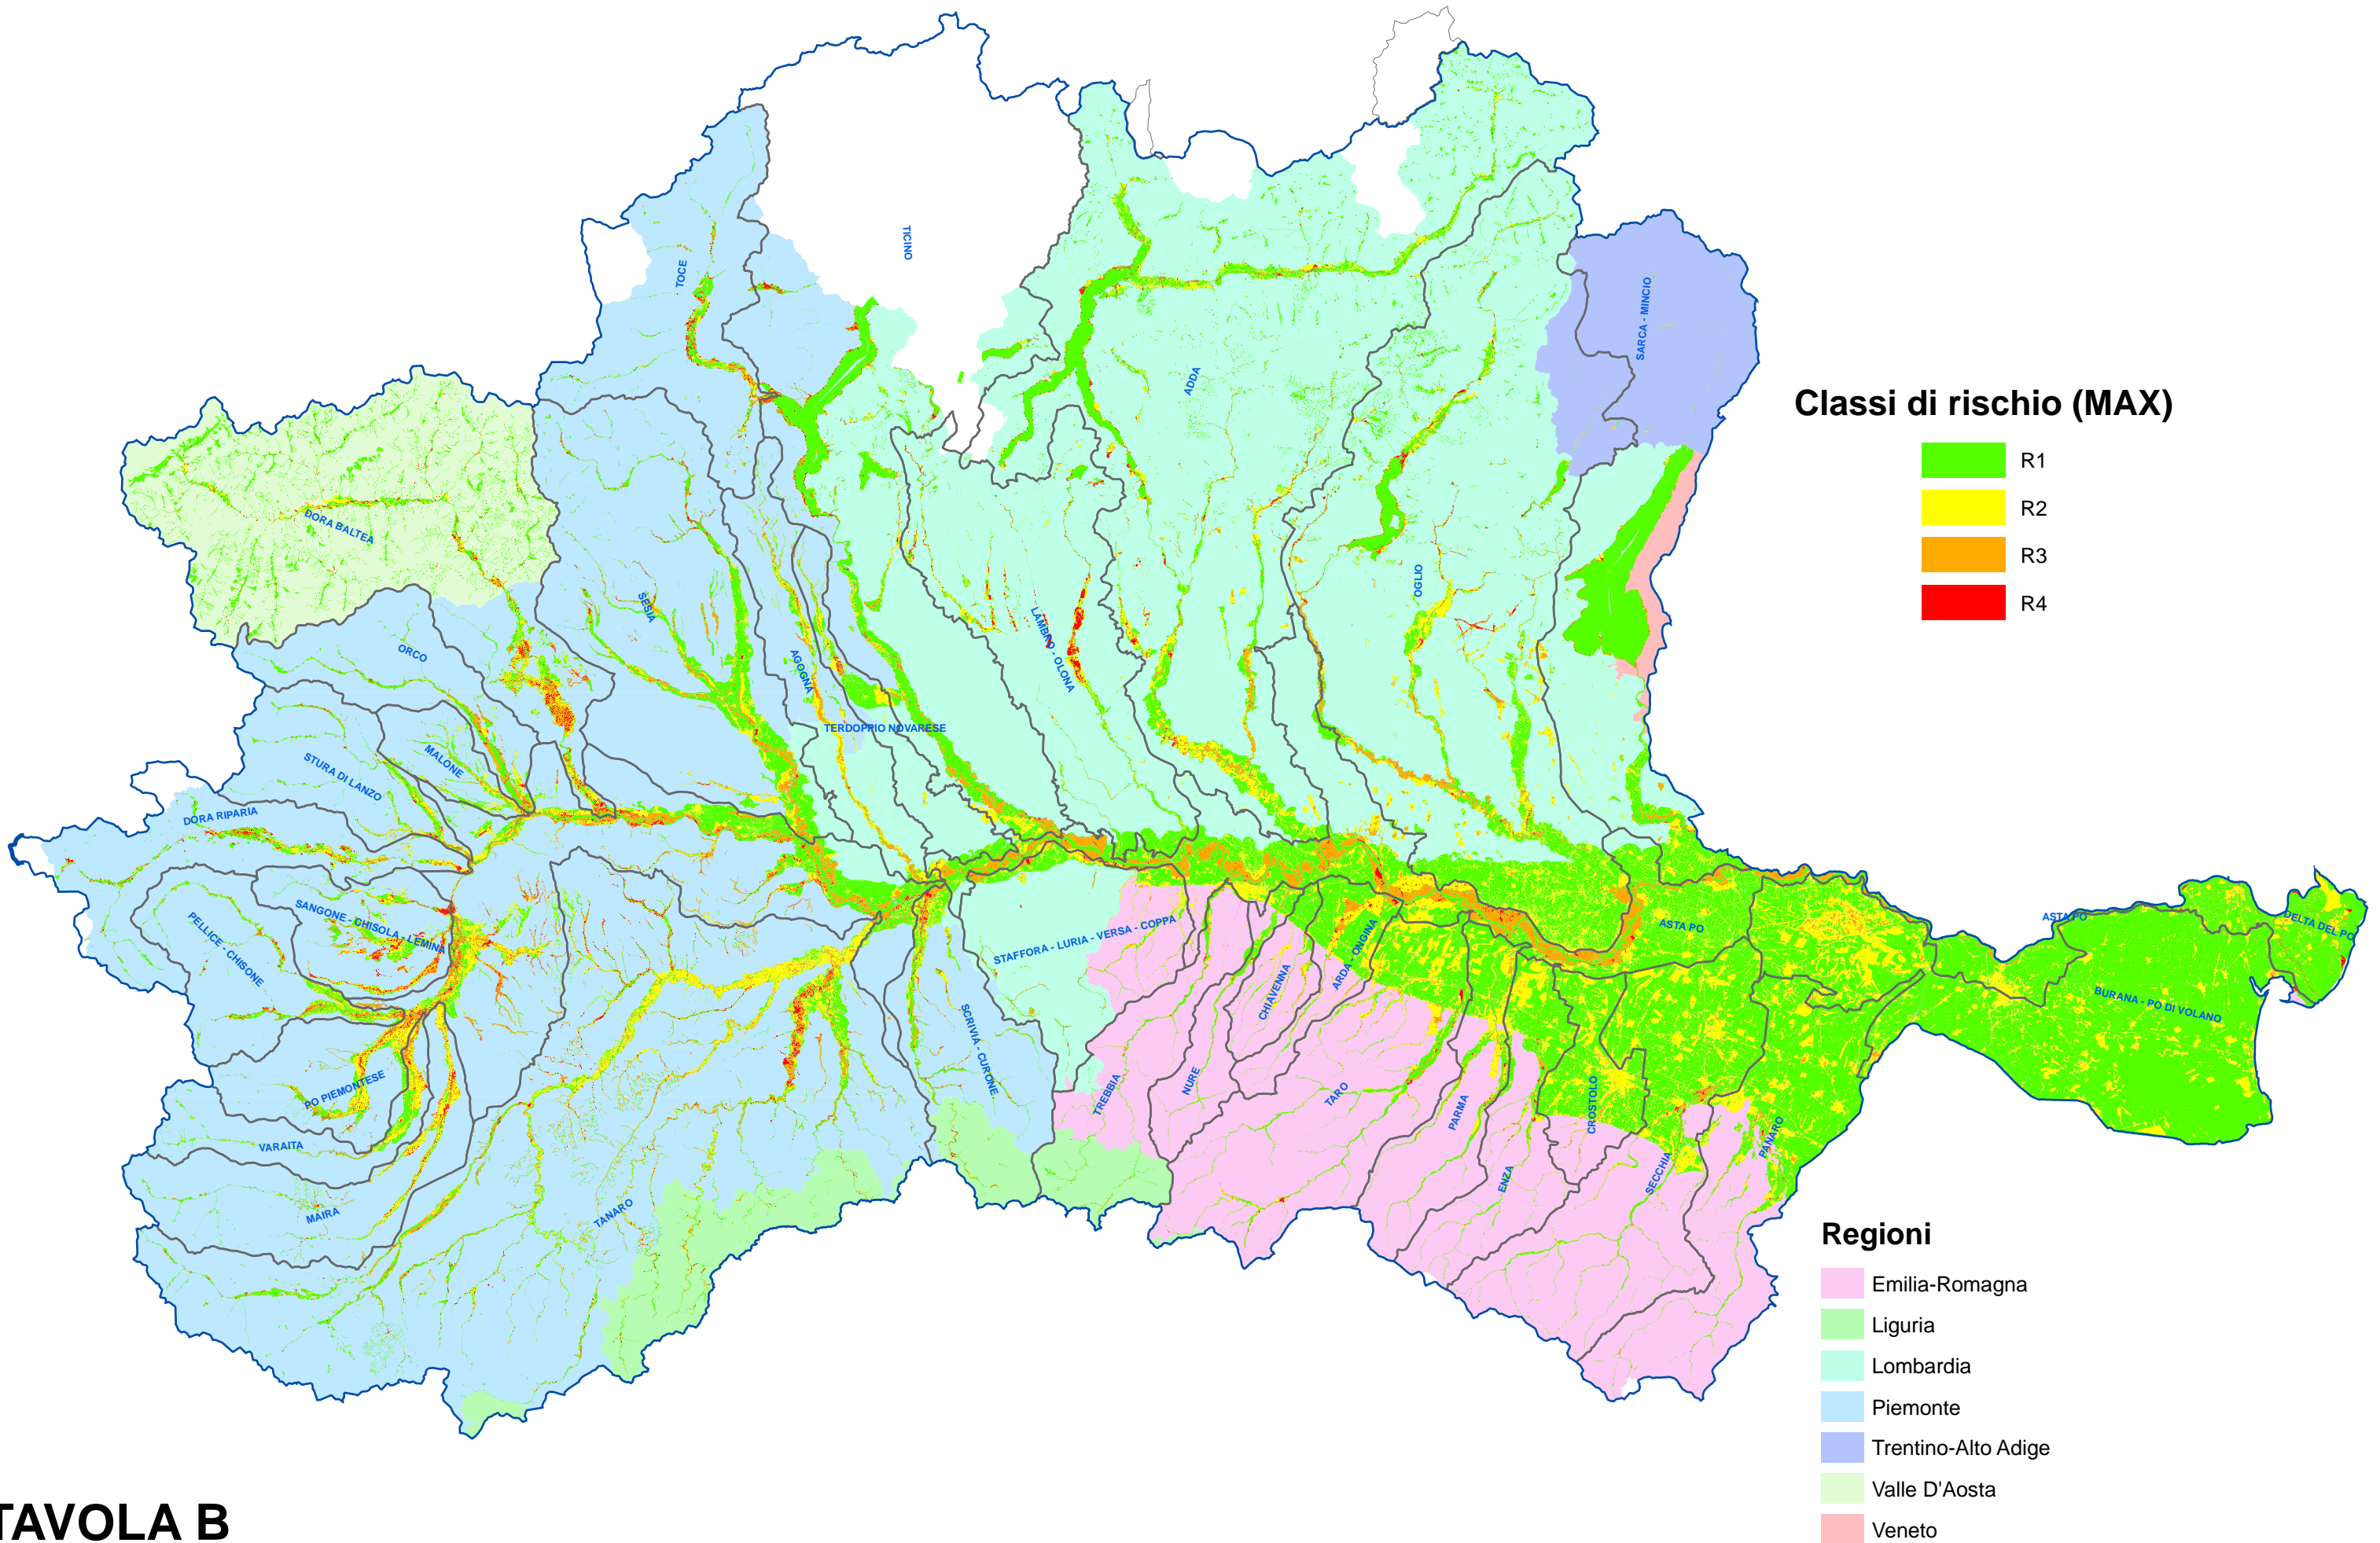 TICINO
TOCE
SARCA - MINCIO
ADDA
Classi di rischio (MAX)
R1
R2
R3
R4
DORA BALTEA
OGLIO
SESIA
LAMBRO - OLONA
ORCO
AGOGNA
TERDOPPIO NOVARESE
MALONE
STURA DI LANZO
DORA RIPARIA
SANGONE - CHISOLA - LEMINA
PELLICE - CHISONE
STAFFORA - LURIA - VERSA - COPPA
ARDA - ONGINA
ASTA PO
ASTA PO
DELTA DEL PO
CHIAVENNA
BURANA - PO DI VOLANO
SCRIVIA - CURONE
PO PIEMONTESE
TREBBIA
NURE
TARO
PARMA
CROSTOLO
PANARO
VARAITA
ENZA
SECCHIA
MAIRA
TANARO
Regioni
Emilia-Romagna
Liguria
Lombardia
Piemonte
Trentino-Alto Adige
Valle D'Aosta
Veneto
TAVOLA B